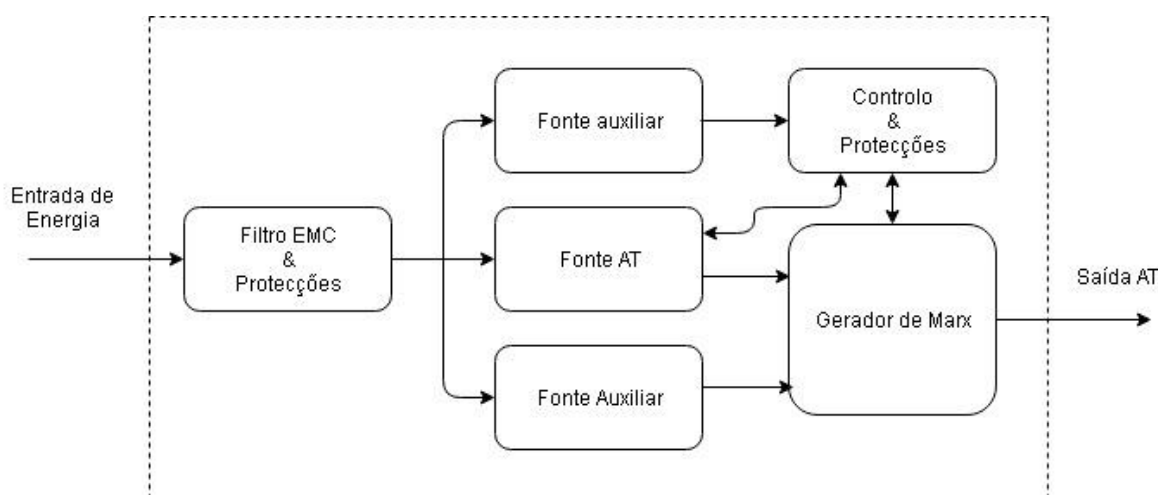 Entrada de
Energia
Filtro EMC
&
Protecções
Fonte auxiliar
Fonte AT
Fonte Auxiliar
Controlo
&
Protecções
Gerador de Marx
Saída AT